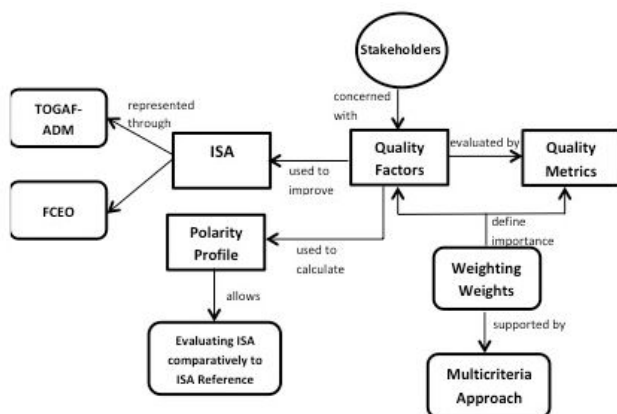 Stakeholders
concerned
with
TOGAF-
ADM
represented
through
ISA
used to
improve
Quality
Factors
evaluated by
Quality
Metrics
FCEO
Polarity
Profile
used to
calculate
define
importance
Weighting
Weights
allows
supported by
Evaluating ISA
comparatively to
ISA Reference
Multicriteria
Approach